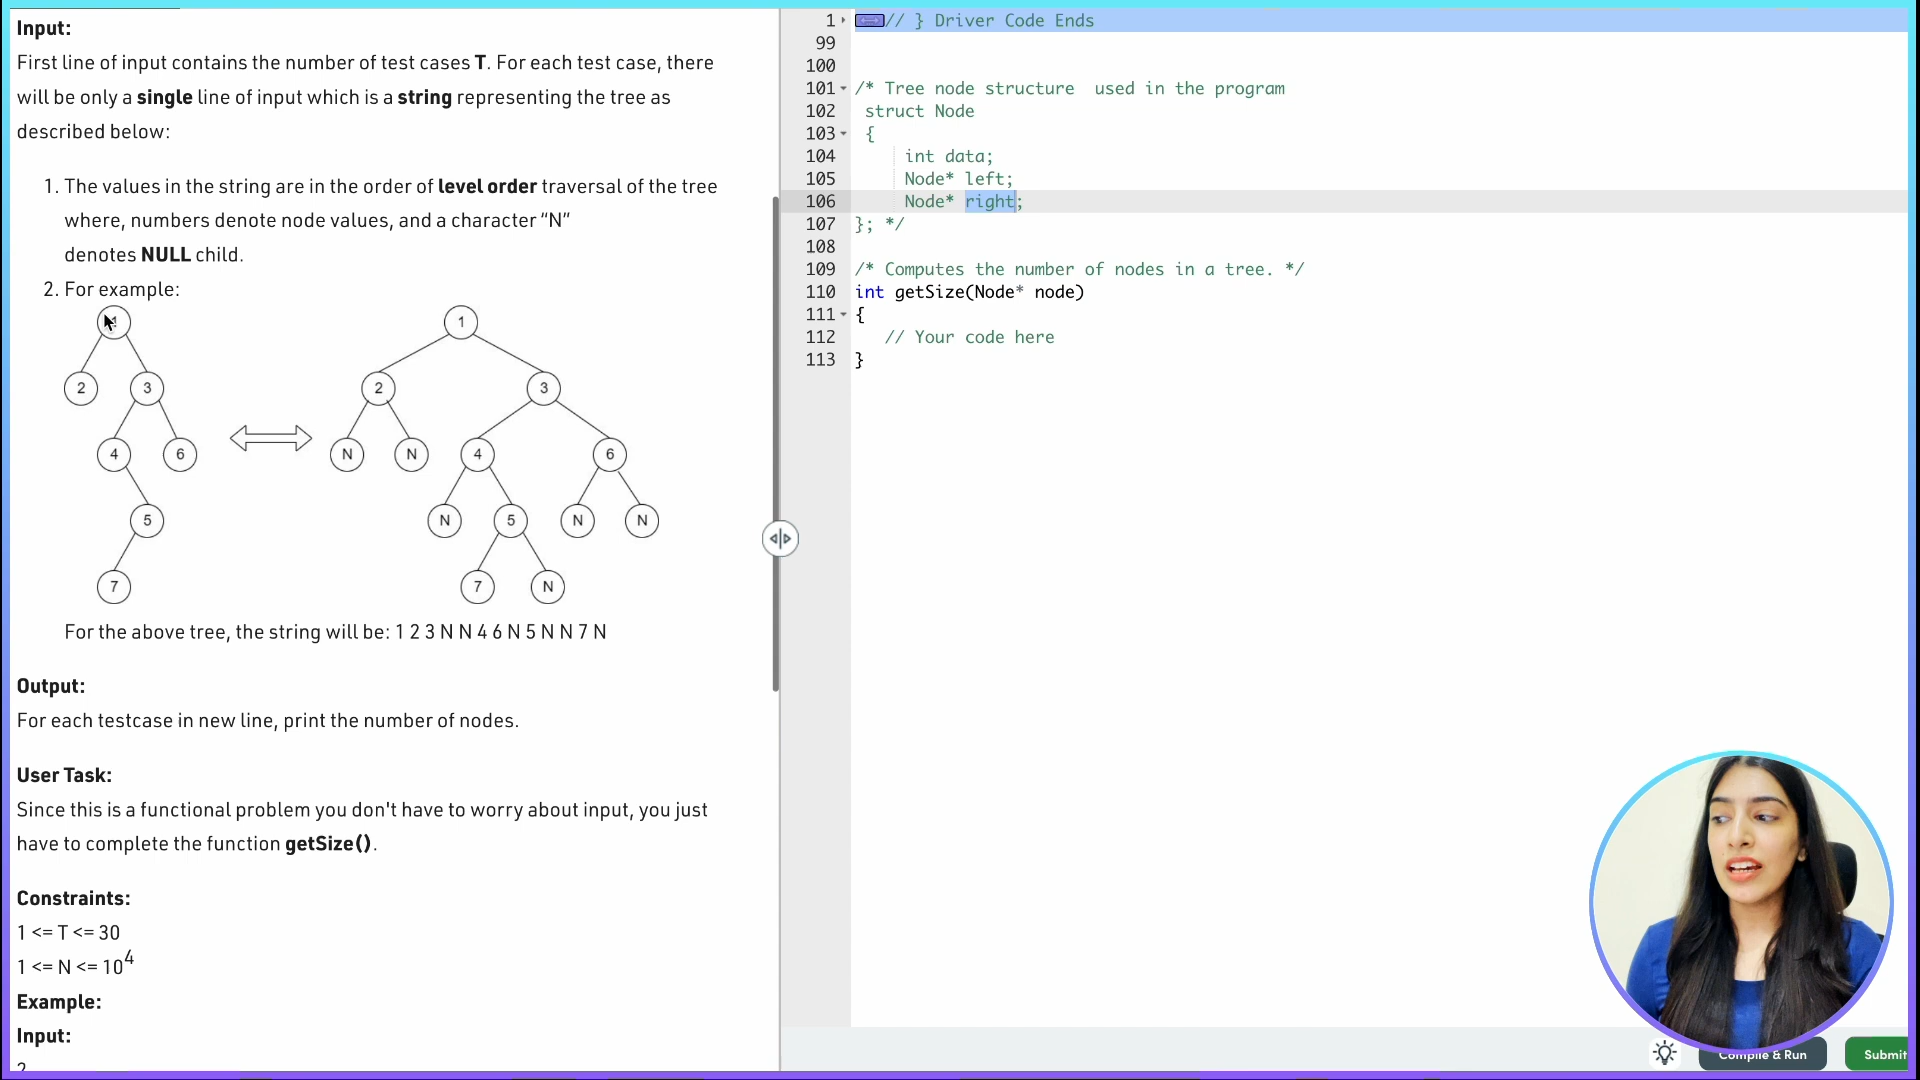 Input:
First line of input contains the number of test cases T. For each test case, there
will be only a single line of input which is a string representing the tree as
described below:
1. The values in the string are in the order of level order traversal of the tree
where, numbers denote node values, and a character “N”
denotes NULL child.
2. For example:
1
2 3
4 6
5
7
1
2 3
N N 4 6
N 5 N N
7 N
For the above tree, the string will be: 1 2 3 N N 4 6 N 5 N N 7 N
Output:
For each testcase in new line, print the number of nodes.
User Task:
Since this is a functional problem you don't have to worry about input, you just
have to complete the function getSize().
Constraints:
1 <= T <= 30
1 <= N <= 10^4
Example:
Input:
2
1 // } Driver Code Ends
99
100
101 /* Tree node structure  used in the program
102 struct Node
103 {
104 int data;
105 Node* left;
106 Node* right;
107 }; */
108
109 /* Computes the number of nodes in a tree. */
110 int getSize(Node* node)
111 {
112 // Your code here
113 }
Compile & Run
Submit